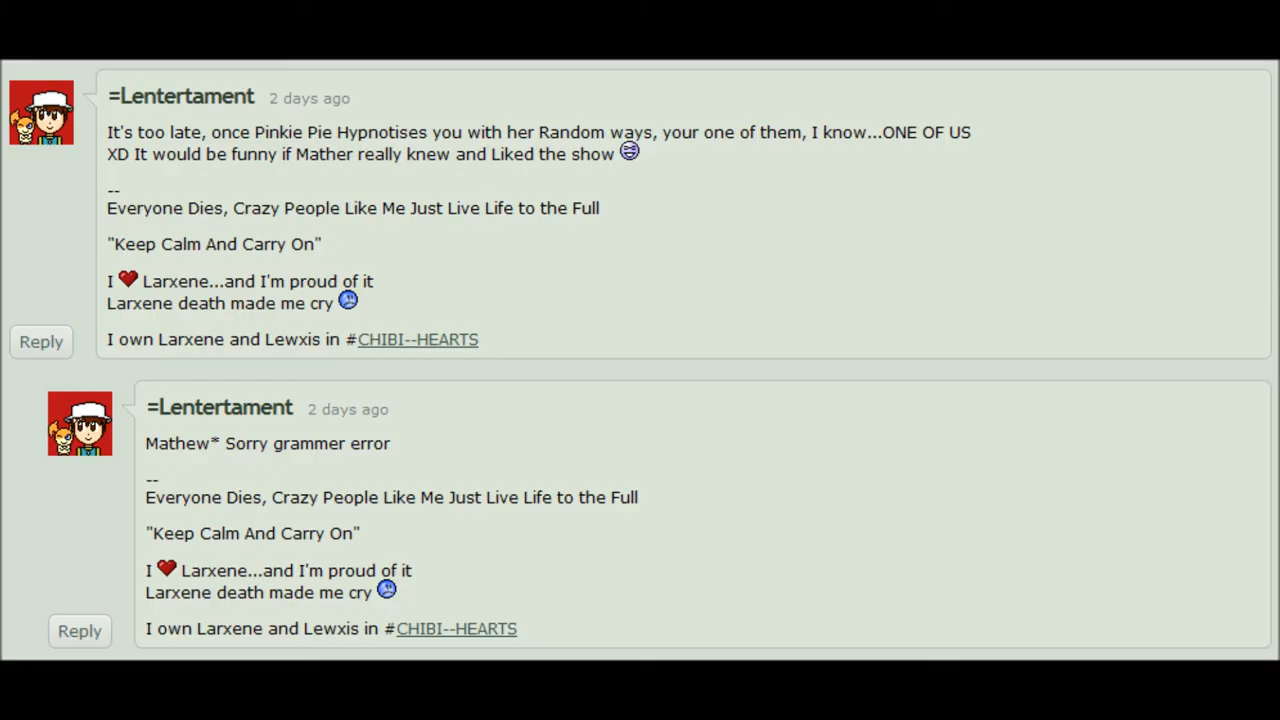 =Lentertament 2 days ago
It's too late, once Pinkie Pie Hypnotises you with her Random ways, your one of them, I know...ONE OF US
XD It would be funny if Mather really knew and Liked the show
--
Everyone Dies, Crazy People Like Me Just Live Life to the Full
"Keep Calm And Carry On"
I ❤ Larxene...and I'm proud of it
Larxene death made me cry
I own Larxene and Lewxis in #CHIBI--HEARTS
Reply
=Lentertament 2 days ago
Mathew* Sorry grammer error
--
Everyone Dies, Crazy People Like Me Just Live Life to the Full
"Keep Calm And Carry On"
I ❤ Larxene...and I'm proud of it
Larxene death made me cry
I own Larxene and Lewxis in #CHIBI--HEARTS
Reply